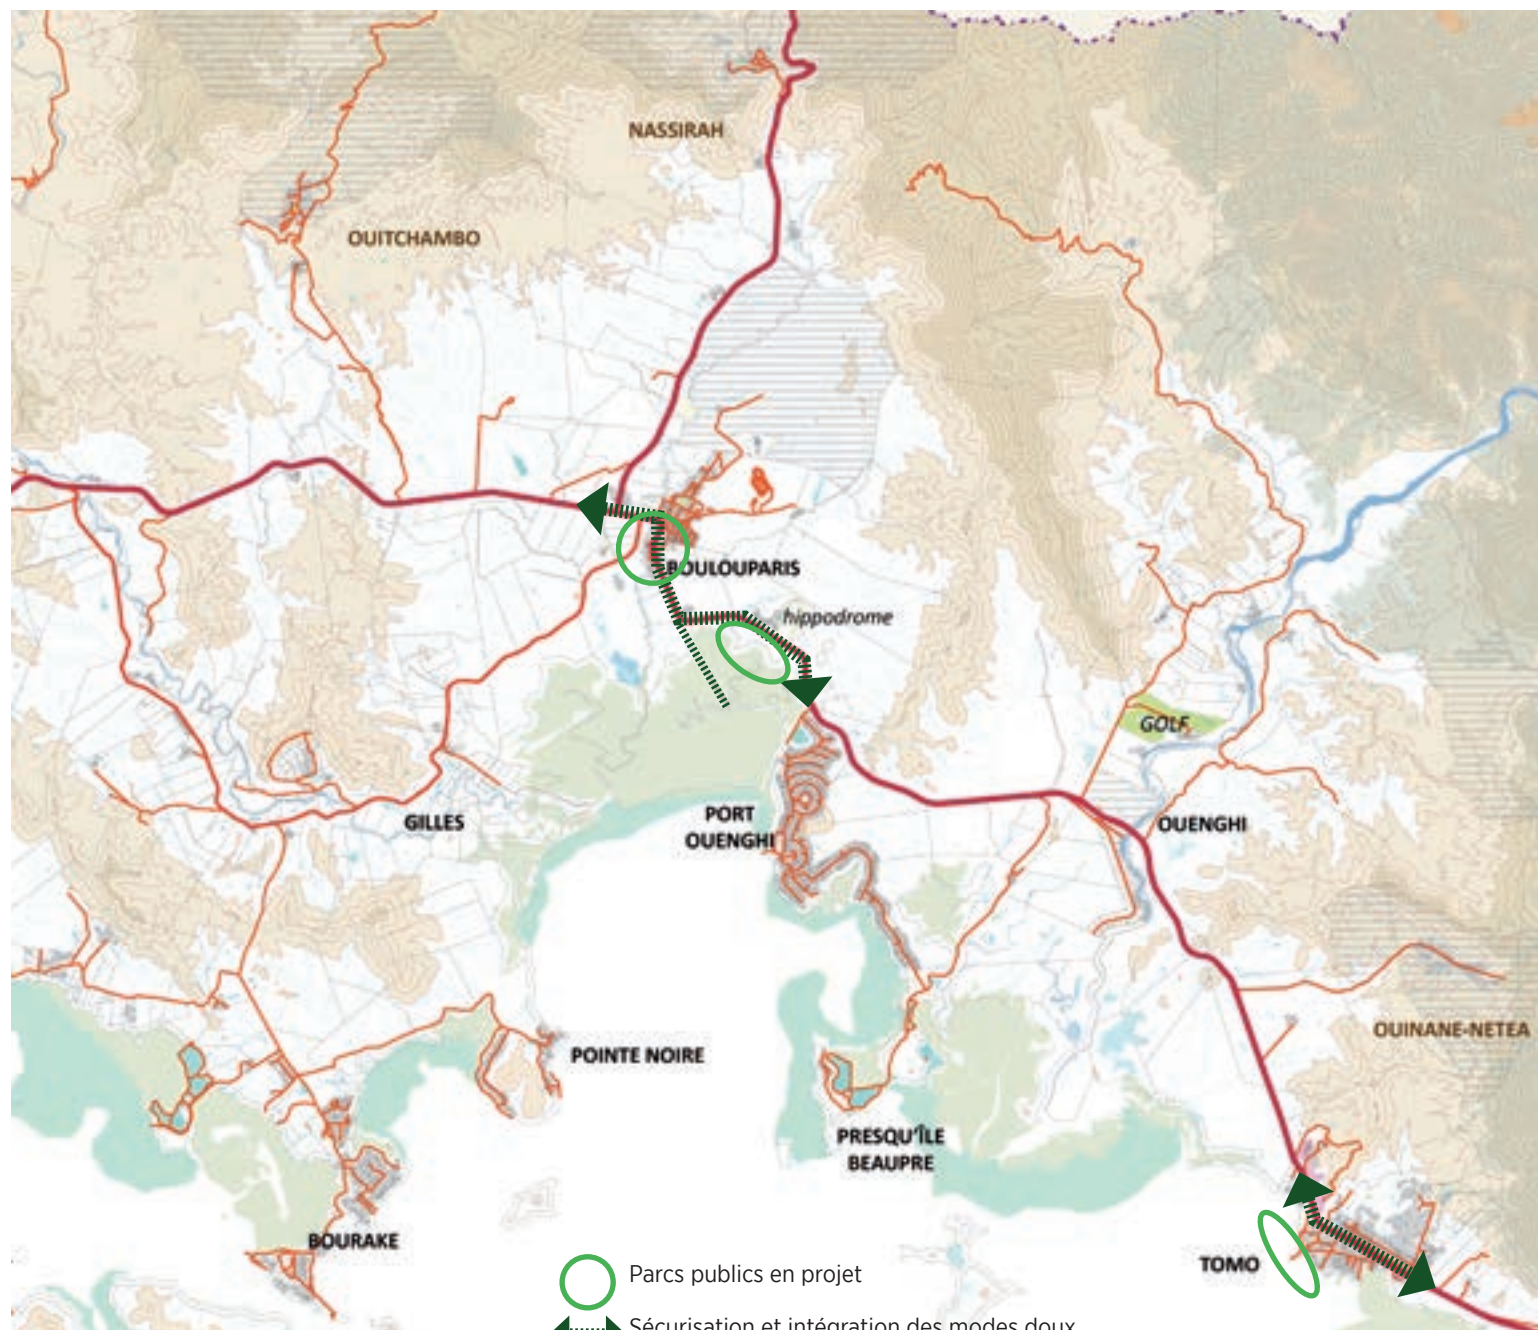 NASSIRAH
OUITCHAMBO
BOULOUPARIS
hippodrome
GOLF
PORT
OUENGHI
GILLES
OUENGHI
OUINANE-NETEA
POINTE NOIRE
PRESQU'ÎLE
BEAUPRE
BOURAKE
TOMO
Parcs publics en projet
Sécurisation et intégration des modes doux